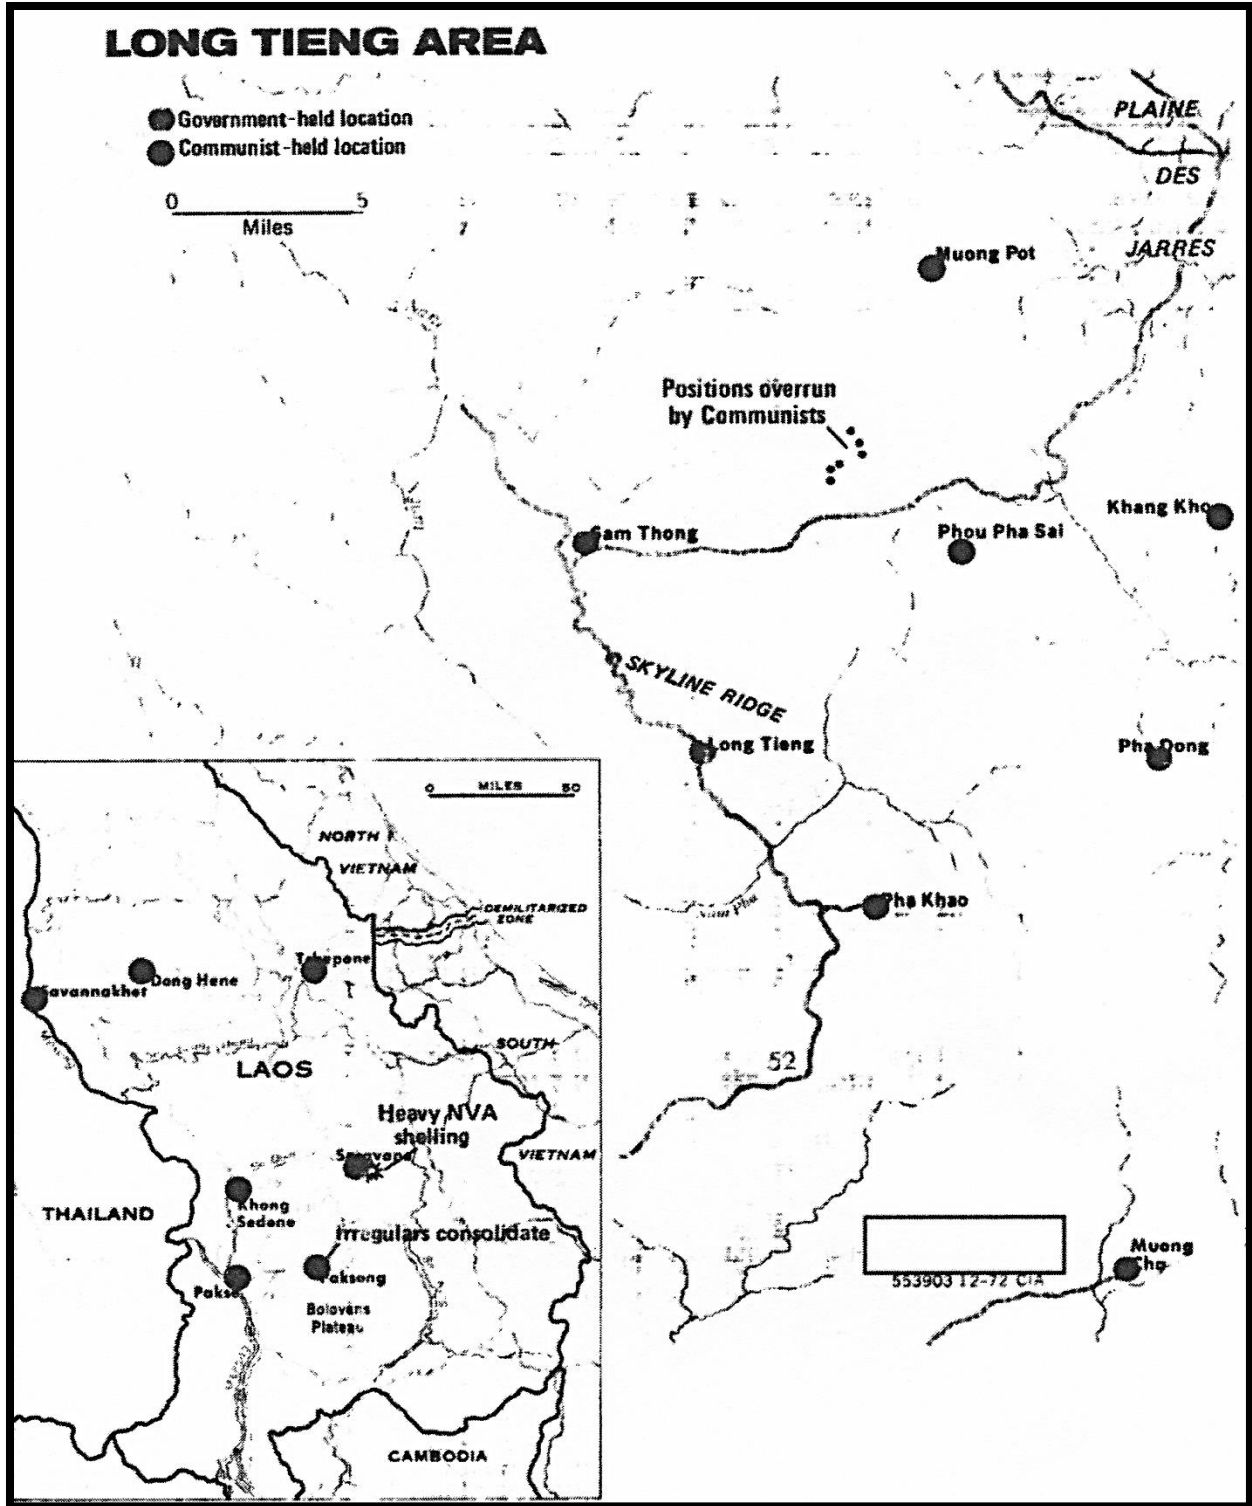 LONG TIENG AREA
Government-held location
Communist-held location
0 5
Miles
PLAINE
DES
JARRES
Muong Pot
Positions overrun
by Communists
Khang Kho
Sam Thong
Phou Pha Sai
SKYLINE RIDGE
Long Tieng
Pha Dong
Pha Khao
Nam Pha
52
Muong
Cha
553903 12-72 CIA
0 MILES 50
NORTH
VIETNAM
DEMILITARIZED
ZONE
Tchepone
Dong Hene
Savannakhet
SOUTH
LAOS
Heavy NVA
shelling
Saravane
VIETNAM
Khong
Sedone
THAILAND
Irregulars consolidate
Paksong
Pakse
Bolovens
Plateau
CAMBODIA